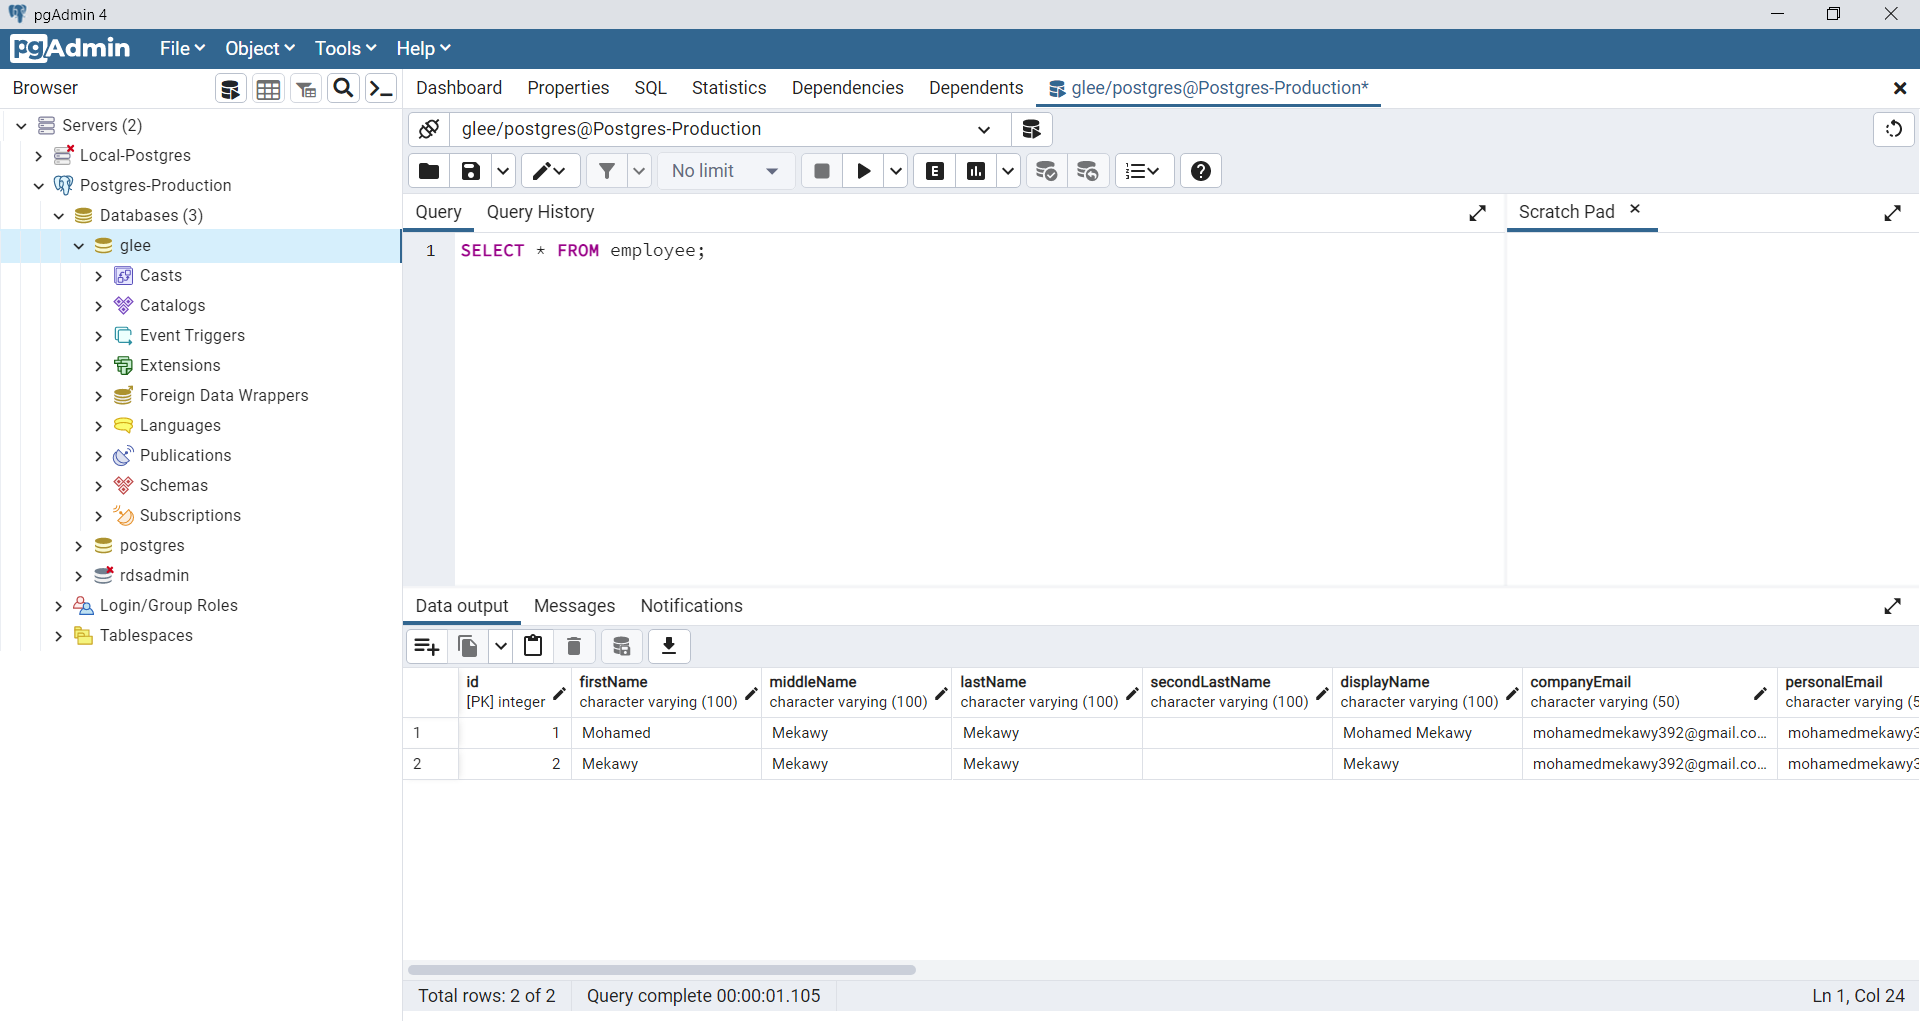 pgAdmin 4
pgAdmin File Object Tools Help
Browser
Dashboard Properties SQL Statistics Dependencies Dependents glee/postgres@Postgres-Production*
Servers (2)
Local-Postgres
Postgres-Production
Databases (3)
glee
Casts
Catalogs
Event Triggers
Extensions
Foreign Data Wrappers
Languages
Publications
Schemas
Subscriptions
postgres
rdsadmin
Login/Group Roles
Tablespaces
glee/postgres@Postgres-Production
No limit
E
Query Query History
Scratch Pad
1 SELECT * FROM employee;
Data output Messages Notifications
id firstName middleName lastName secondLastName displayName companyEmail personalEmail
[PK] integer character varying (100) character varying (100) character varying (100) character varying (100) character varying (100) character varying (50) character varying (5
1 1 Mohamed Mekawy Mekawy Mohamed Mekawy mohamedmekawy392@gmail.co... mohamedmekawy3
2 2 Mekawy Mekawy Mekawy Mekawy mohamedmekawy392@gmail.co... mohamedmekawy3
Total rows: 2 of 2 Query complete 00:00:01.105 Ln 1, Col 24